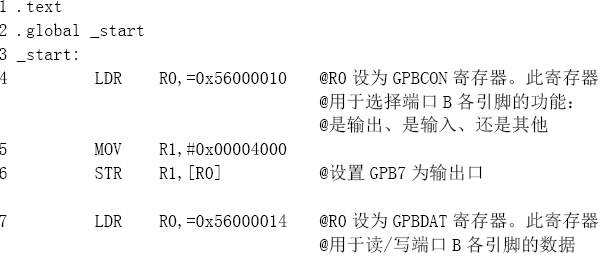 1 .text
2 .global _start
3 _start:
4 LDR R0,=0x56000010 @R0 设为 GPBCON 寄存器。此寄存器
@用于选择端口 B 各引脚的功能：
@是输出、是输入、还是其他
5 MOV R1,#0x00004000
6 STR R1,[R0] @设置 GPB7 为输出口
7 LDR R0,=0x56000014 @R0 设为 GPBDAT 寄存器。此寄存器
@用于读/写端口 B 各引脚的数据